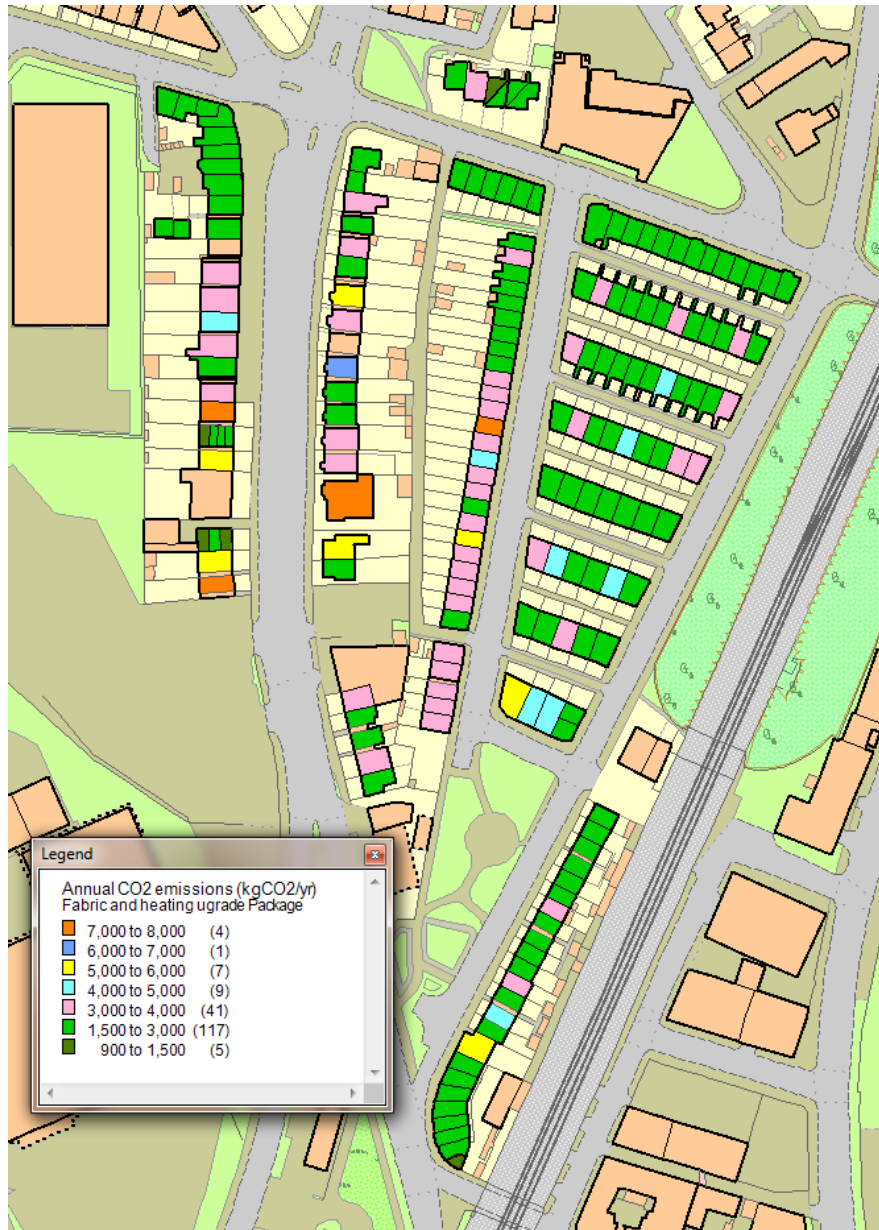 Legend
Annual CO2 emissions (kgCO2/yr)
Fabric and heating ugrade Package
7,000 to 8,000 (4)
6,000 to 7,000 (1)
5,000 to 6,000 (7)
4,000 to 5,000 (9)
3,000 to 4,000 (41)
1,500 to 3,000 (117)
900 to 1,500 (5)